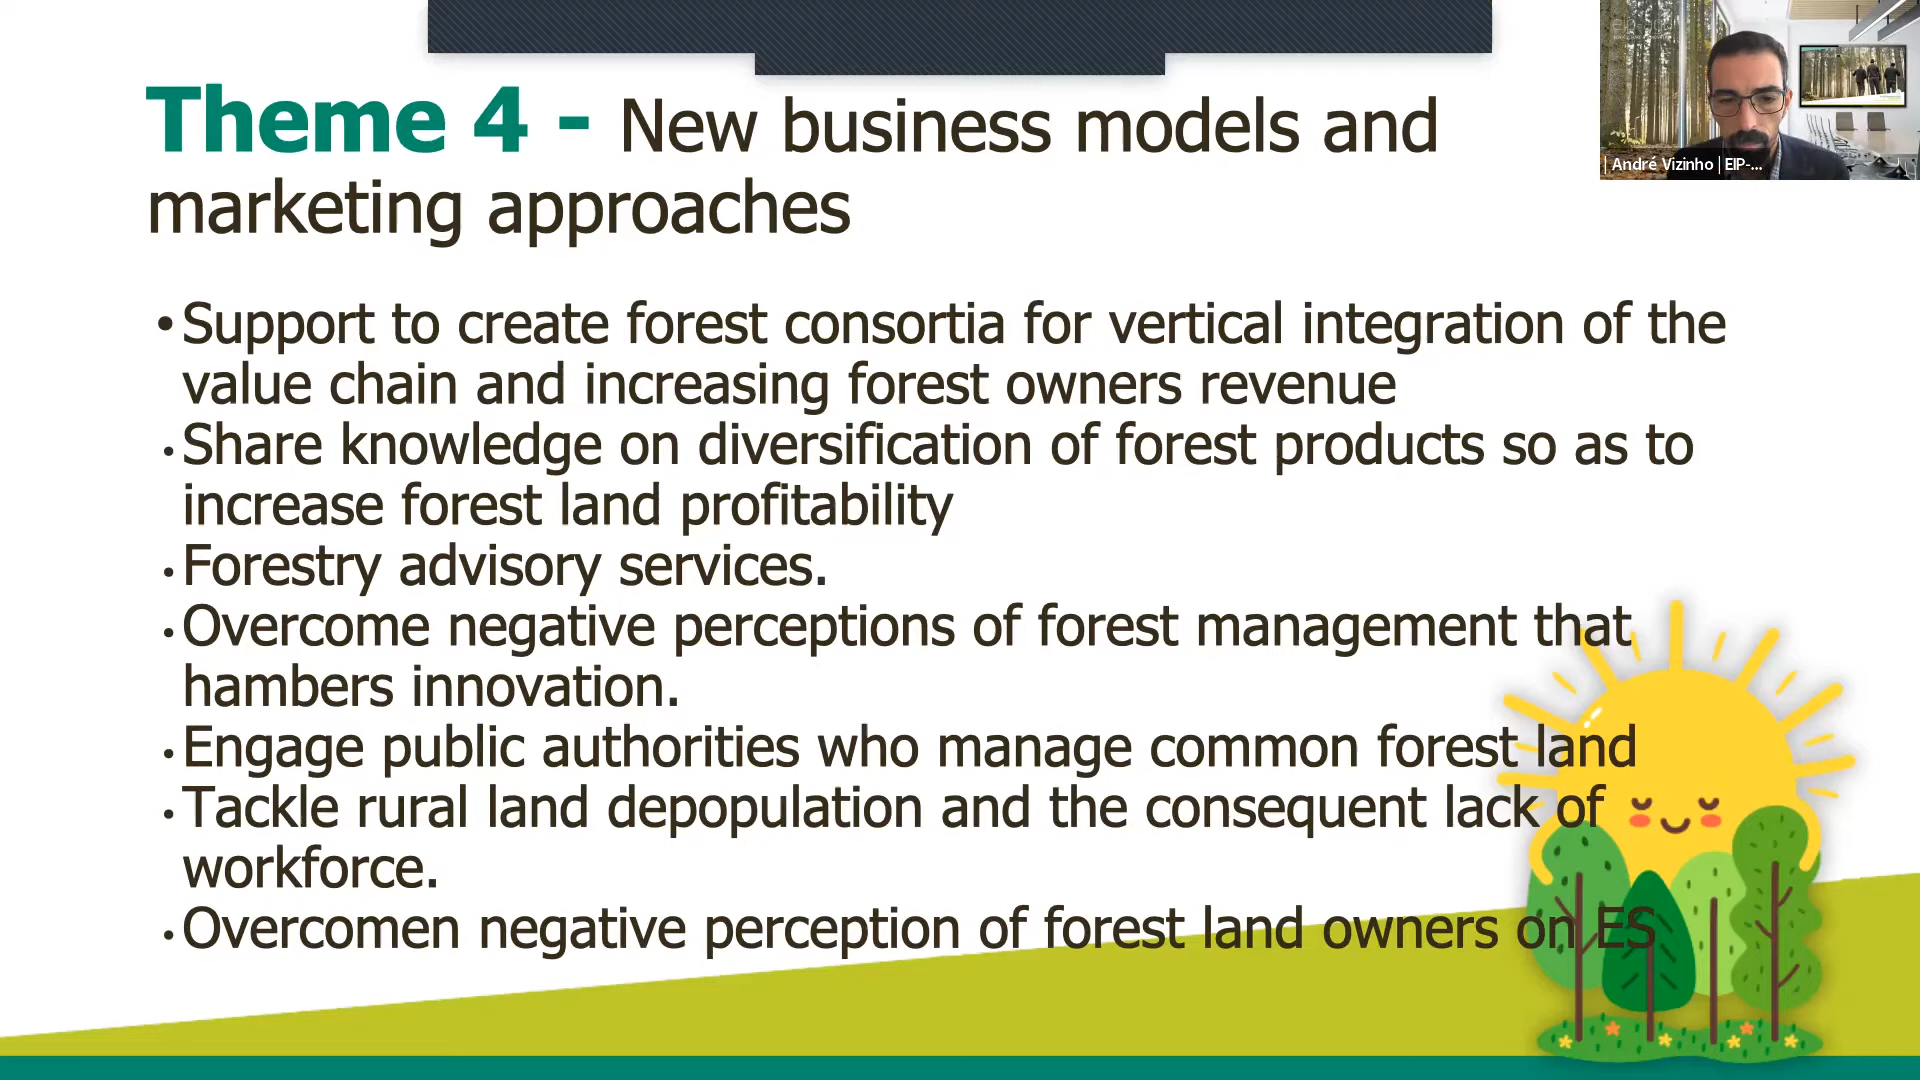 Theme 4 - New business models and
marketing approaches
| André Vizinho | EIP-...
•Support to create forest consortia for vertical integration of the
value chain and increasing forest owners revenue
•Share knowledge on diversification of forest products so as to
increase forest land profitability
•Forestry advisory services.
•Overcome negative perceptions of forest management that
hambers innovation.
•Engage public authorities who manage common forest land
•Tackle rural land depopulation and the consequent lack of
workforce.
•Overcomen negative perception of forest land owners on ES